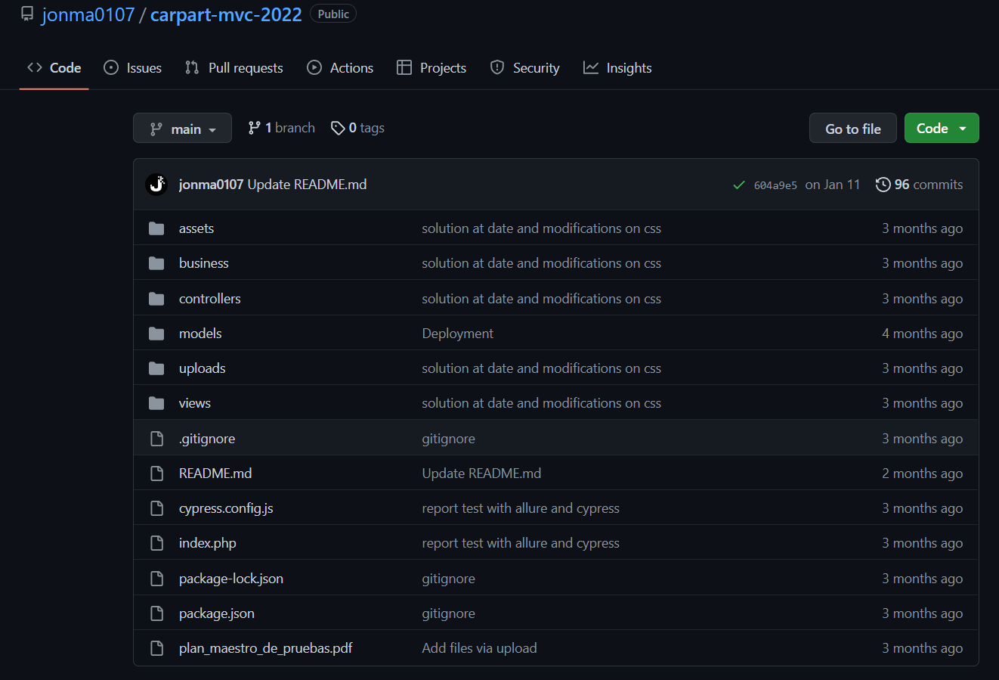 jonma0107 / carpart-mvc-2022 Public
Code Issues Pull requests Actions Projects Security Insights
main 1 branch 0 tags Go to file Code
jonma0107 Update README.md 604a9e5 on Jan 11 96 commits
assets solution at date and modifications on css 3 months ago
business solution at date and modifications on css 3 months ago
controllers solution at date and modifications on css 3 months ago
models Deployment 4 months ago
uploads solution at date and modifications on css 3 months ago
views solution at date and modifications on css 3 months ago
.gitignore gitignore 3 months ago
README.md Update README.md 2 months ago
cypress.config.js report test with allure and cypress 3 months ago
index.php report test with allure and cypress 3 months ago
package-lock.json gitignore 3 months ago
package.json gitignore 3 months ago
plan_maestro_de_pruebas.pdf Add files via upload 3 months ago